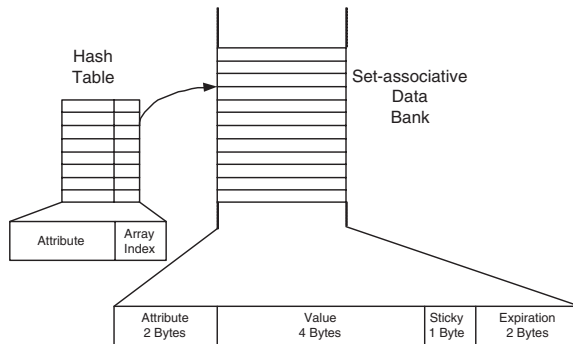 Hash
Table
Set-associative
Data
Bank
Attribute
Array
Index
Attribute
2 Bytes
Value
4 Bytes
Sticky
1 Byte
Expiration
2 Bytes